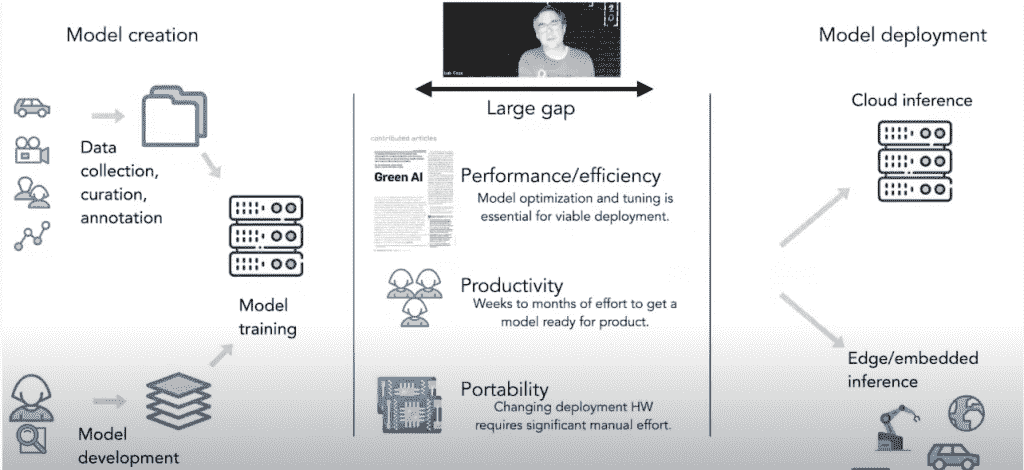 Model creation
Data
collection,
curation,
annotation
Model
training
Model
development
Large gap
contributed articles
Green AI
Performance/efficiency
Model optimization and tuning is
essential for viable deployment.
Productivity
Weeks to months of effort to get a
model ready for product.
Portability
Changing deployment HW
requires significant manual effort.
Model deployment
Cloud inference
Edge/embedded
inference